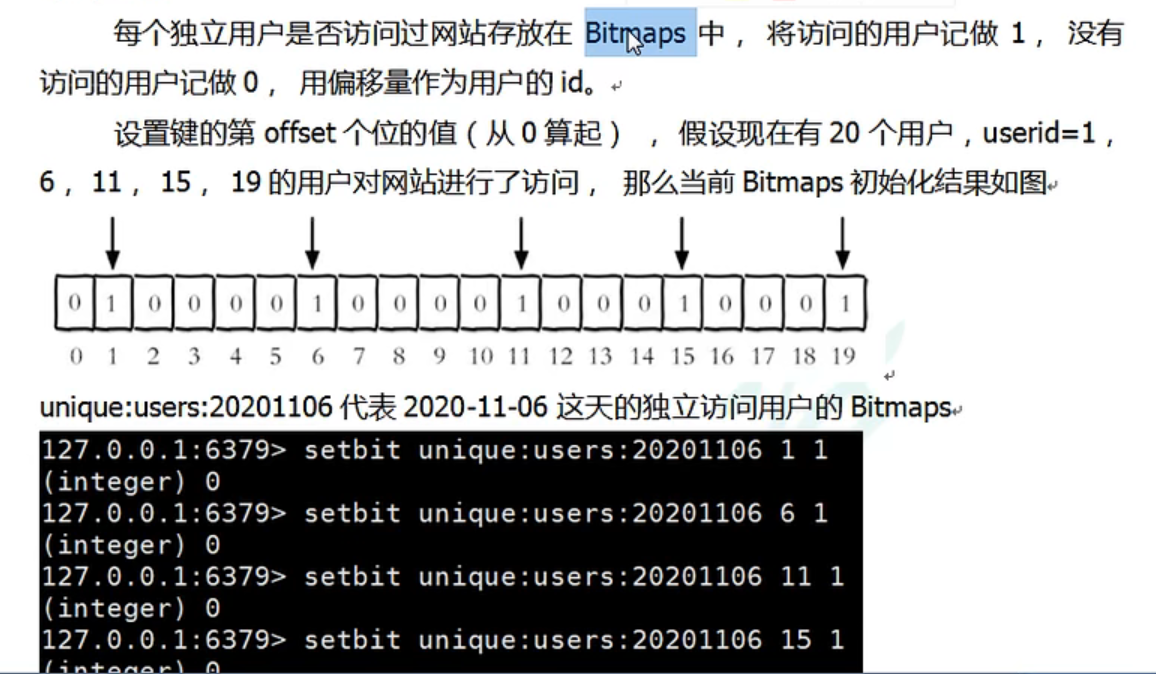 每个独立用户是否访问过网站存放在 Bitmaps 中， 将访问的用户记做 1， 没有
访问的用户记做 0， 用偏移量作为用户的 id。
设置键的第 offset 个位的值（从 0 算起） ， 假设现在有 20 个用户，userid=1，
6， 11， 15， 19 的用户对网站进行了访问， 那么当前 Bitmaps 初始化结果如图
0 1 0 0 0 0 1 0 0 0 0 1 0 0 0 1 0 0 0 1
0 1 2 3 4 5 6 7 8 9 10 11 12 13 14 15 16 17 18 19
unique:users:20201106 代表 2020-11-06 这天的独立访问用户的 Bitmaps
127.0.0.1:6379> setbit unique:users:20201106 1 1
(integer) 0
127.0.0.1:6379> setbit unique:users:20201106 6 1
(integer) 0
127.0.0.1:6379> setbit unique:users:20201106 11 1
(integer) 0
127.0.0.1:6379> setbit unique:users:20201106 15 1
(integer) 0